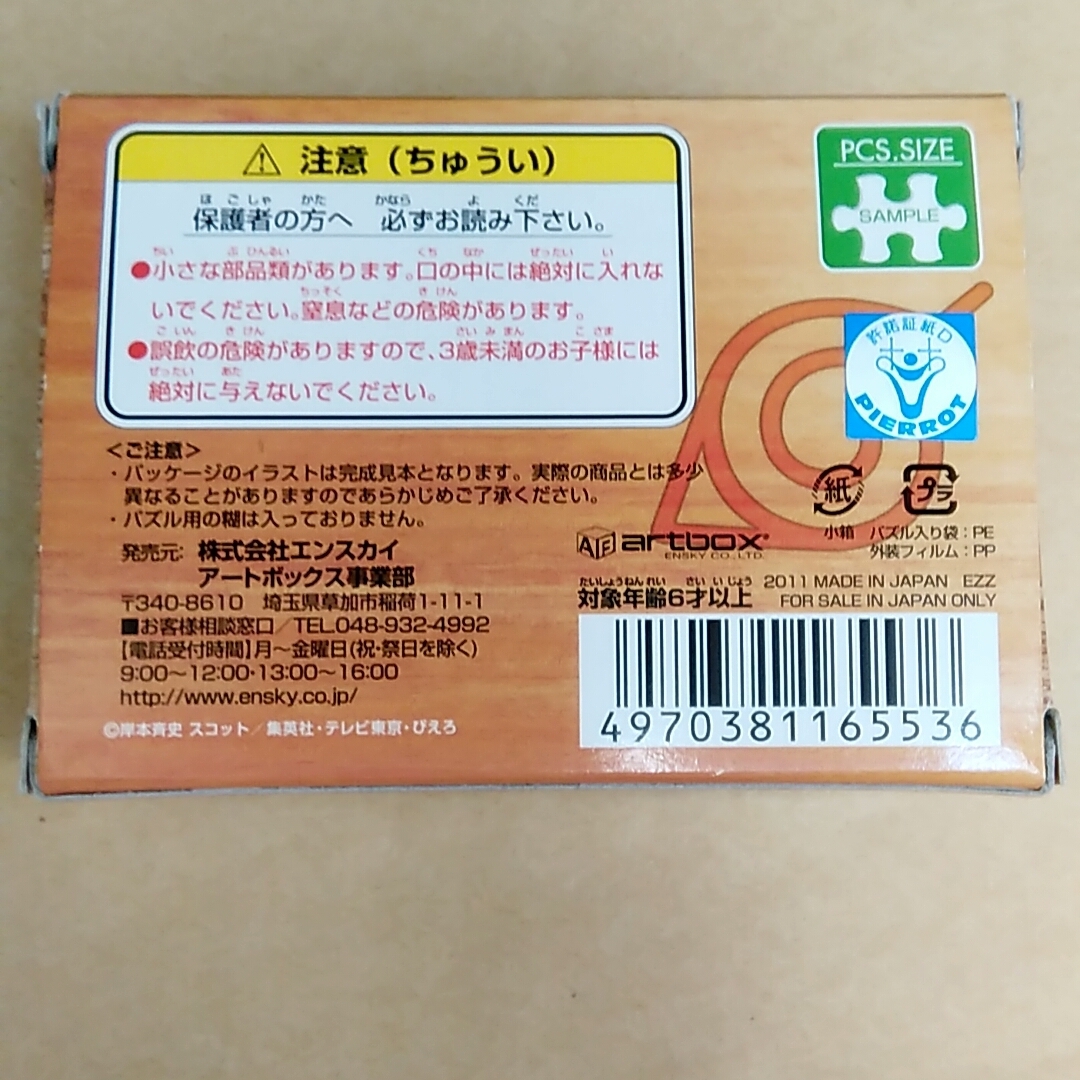 注意（ちゅうい）
保護者の方へ　必ずお読み下さい。
●小さな部品類があります。口の中には絶対に入れな
いでください。窒息などの危険があります。
●誤飲の危険がありますので、3歳未満のお子様には
絶対に与えないでください。
PCS.SIZE
SAMPLE
許諾証紙口
PIERROT
＜ご注意＞
・パッケージのイラストは完成見本となります。実際の商品とは多少
異なることがありますのであらかじめご了承ください。
・パズル用の糊は入っておりません。
発売元：株式会社エンスカイ
アートボックス事業部
〒340-8610　埼玉県草加市稲荷1-11-1
■お客様相談窓口／TEL.048-932-4992
【電話受付時間】月～金曜日(祝・祭日を除く)
9:00～12:00・13:00～16:00
http://www.ensky.co.jp/
©岸本斉史 スコット／集英社・テレビ東京・ぴえろ
紙
プラ
小箱　パズル入り袋：PE
外装フィルム：PP
artbox
ENSKY CO.,LTD.
対象年齢6才以上
2011 MADE IN JAPAN　EZZ
FOR SALE IN JAPAN ONLY
4970381165536